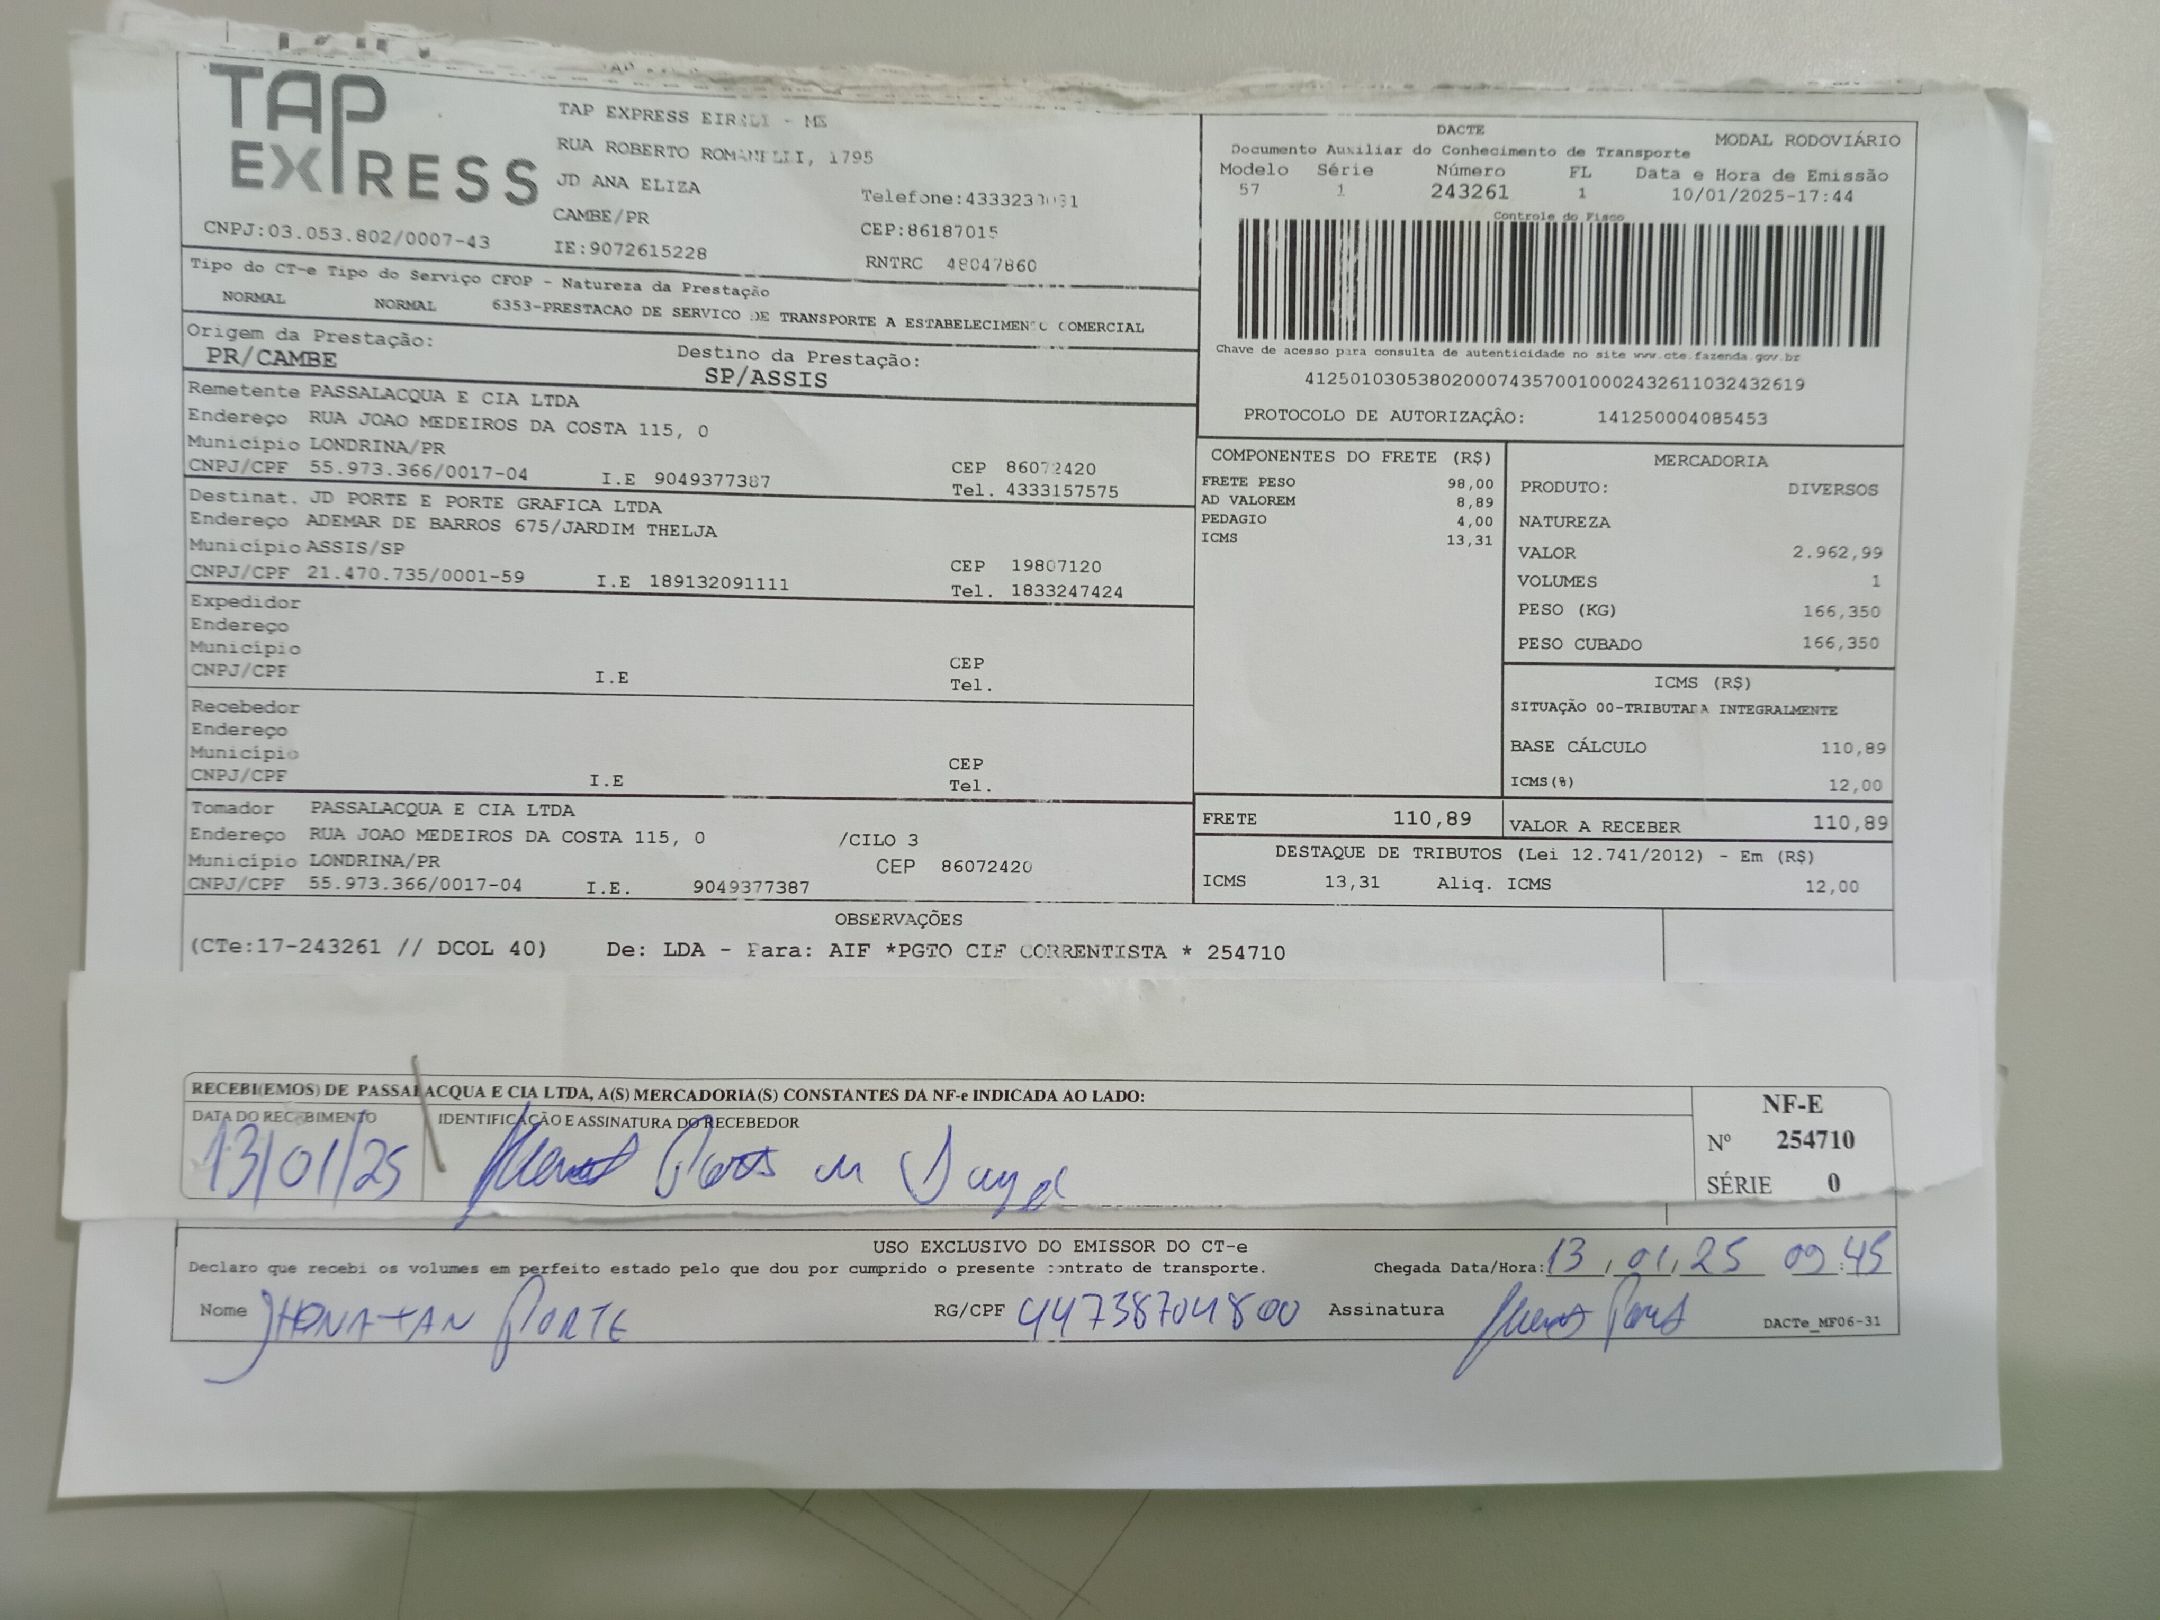 TAP
EXPRESS
CNPJ:03.053.802/0007-43
TAP EXPRESS EIRELI - MS
RUA ROBERTO ROMANELLI, 1795
JD ANA ELIZA
CAMBE/PR
IE:9072615228
CEP:86187015
RNTRC 48047860
DACTE
MODAL RODOVIÁRIO
Documento Auxiliar do Conhecimento de Transporte
Modelo Série Número FL Data e Hora de Emissão
57 1 243261 1 10/01/2025-17:44
Controle do Fisco
Chave de acesso para consulta de autenticidade no site www.cte.fazenda.gov.br
41250103053802000743570010002432611032432619
PROTOCOLO DE AUTORIZAÇÃO: 141250004085453
Tipo do CT-e Tipo do Serviço CFOP - Natureza da Prestação
NORMAL NORMAL 6353-PRESTACAO DE SERVICO DE TRANSPORTE A ESTABELECIMENTO COMERCIAL
Origem da Prestação: Destino da Prestação:
PR/CAMBE SP/ASSIS
Remetente PASSALACQUA E CIA LTDA
Endereço RUA JOAO MEDEIROS DA COSTA 115, 0
Município LONDRINA/PR CEP 86072420
CNPJ/CPF 55.973.366/0017-04 I.E 9049377387 Tel. 4333157575
Destinat. JD PORTE E PORTE GRAFICA LTDA
Endereço ADEMAR DE BARROS 675/JARDIM THELJA
Município ASSIS/SP CEP 19807120
CNPJ/CPF 21.470.735/0001-59 I.E 189132091111 Tel. 1833247424
Expedidor
Endereço
Município CEP
CNPJ/CPF I.E Tel.
Recebedor
Endereço
Município CEP
CNPJ/CPF I.E Tel.
Tomador PASSALACQUA E CIA LTDA
Endereço RUA JOAO MEDEIROS DA COSTA 115, 0 /CILO 3
Município LONDRINA/PR CEP 86072420
CNPJ/CPF 55.973.366/0017-04 I.E. 9049377387
COMPONENTES DO FRETE (R$)
FRETE PESO 98,00
AD VALOREM 8,89
PEDAGIO 4,00
ICMS 13,31
MERCADORIA
PRODUTO: DIVERSOS
NATUREZA
VALOR 2.962,99
VOLUMES 1
PESO (KG) 166,350
PESO CUBADO 166,350
ICMS (R$)
SITUAÇÃO 00-TRIBUTADA INTEGRALMENTE
BASE CÁLCULO 110,89
ICMS(%) 12,00
FRETE 110,89 VALOR A RECEBER 110,89
DESTAQUE DE TRIBUTOS (Lei 12.741/2012) - Em (R$)
ICMS 13,31 Aliq. ICMS 12,00
OBSERVAÇÕES
(CTe:17-243261 // DCOL 40) De: LDA - Para: AIF *PGTO CIF CORRENTISTA * 254710
RECEBI(EMOS) DE PASSALACQUA E CIA LTDA, A(S) MERCADORIA(S) CONSTANTES DA NF-e INDICADA AO LADO:
DATA DO RECEBIMENTO IDENTIFICAÇÃO E ASSINATURA DO RECEBEDOR
13/01/25
NF-E
Nº 254710
SÉRIE 0
USO EXCLUSIVO DO EMISSOR DO CT-e
Declaro que recebi os volumes em perfeito estado pelo que dou por cumprido o presente contrato de transporte. Chegada Data/Hora: 13/01/25 09:45
Nome JHONATAN PORTE RG/CPF 44738704800 Assinatura
DACTe_MF06-31